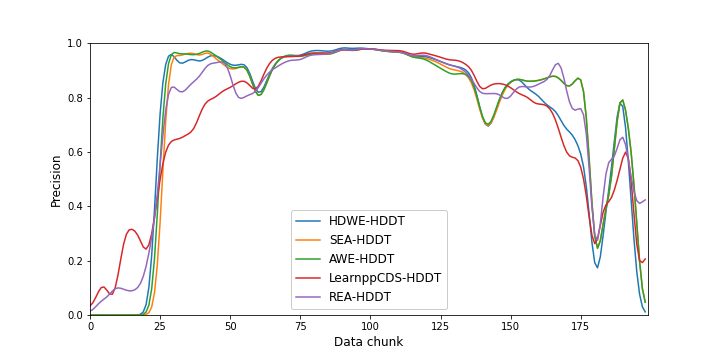 1.0
0.8
0.6
0.4
0.2
0.0
Precision
0 25 50 75 100 125 150 175
Data chunk
HDWE-HDDT
SEA-HDDT
AWE-HDDT
LearnppCDS-HDDT
REA-HDDT